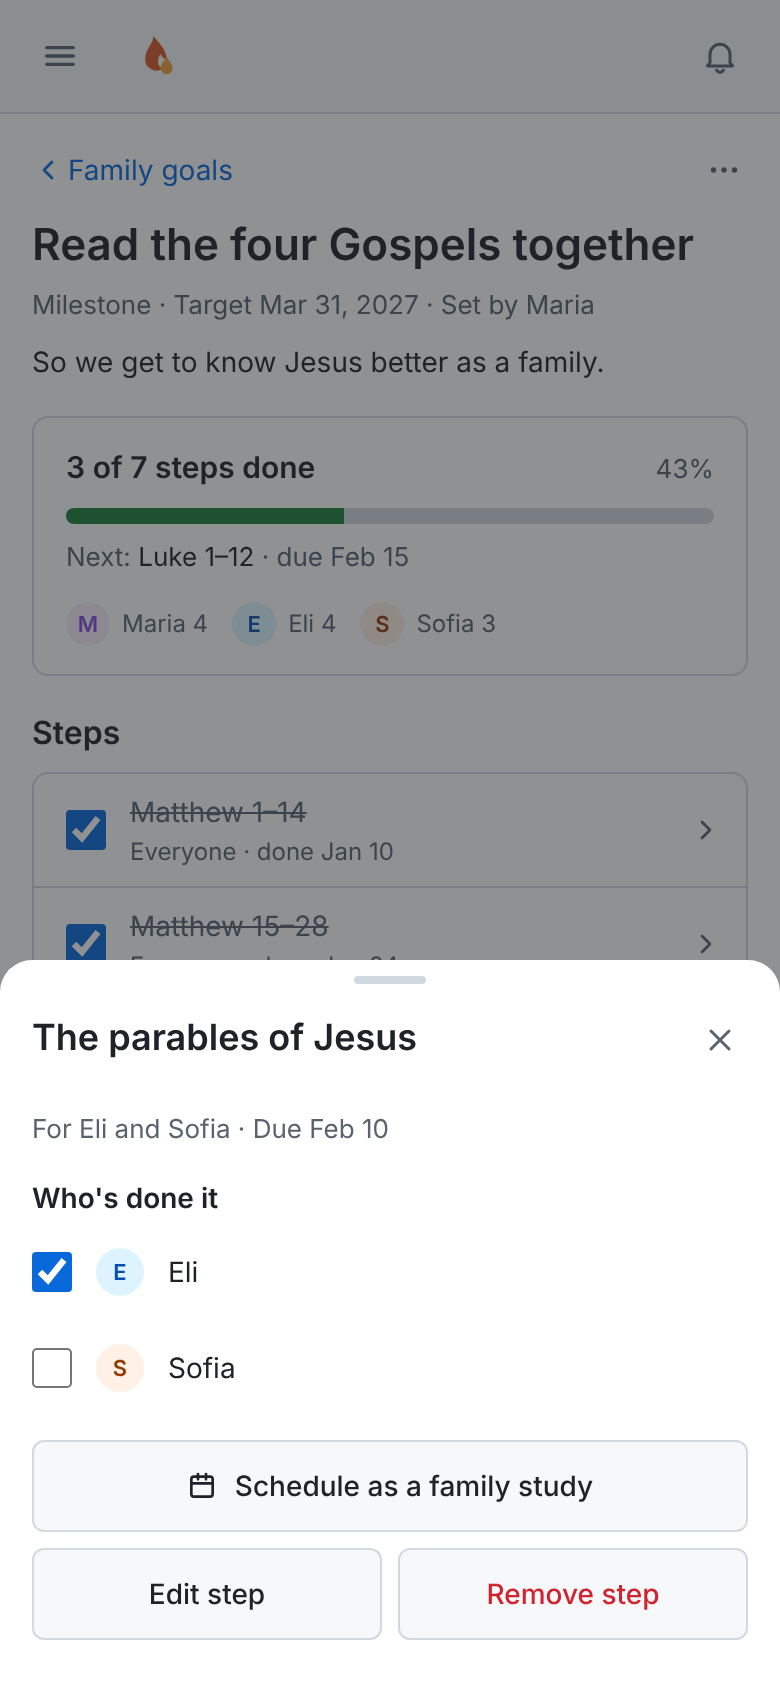 Family goals
Read the four Gospels together
Milestone · Target Mar 31, 2027 · Set by Maria
So we get to know Jesus better as a family.
3 of 7 steps done 43%
Next: Luke 1–12 · due Feb 15
M Maria 4 E Eli 4 S Sofia 3
Steps
Matthew 1–14
Everyone · done Jan 10
Matthew 15–28
The parables of Jesus
For Eli and Sofia · Due Feb 10
Who's done it
E Eli
S Sofia
Schedule as a family study
Edit step Remove step